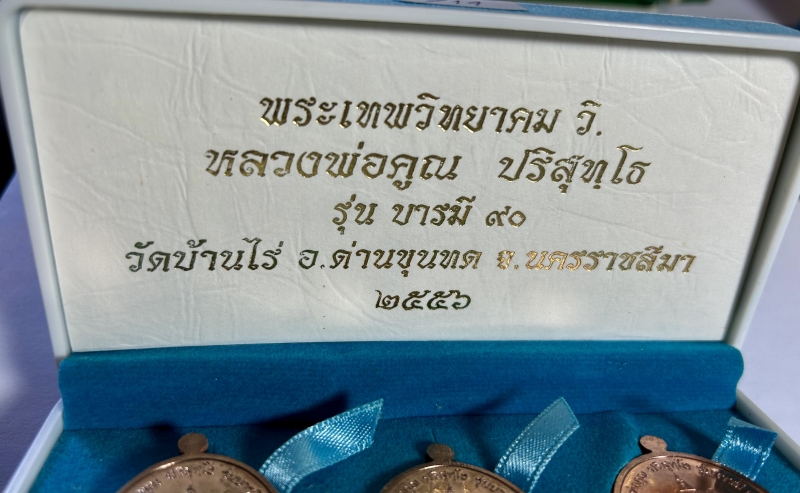 พระเทพวิทยาคม วิ.
หลวงพ่อคูณ ปริสุทฺโธ
รุ่น บารมี ๙๐
วัดบ้านไร่ อ.ด่านขุนทด จ.นครราชสีมา
๒๕๕๖